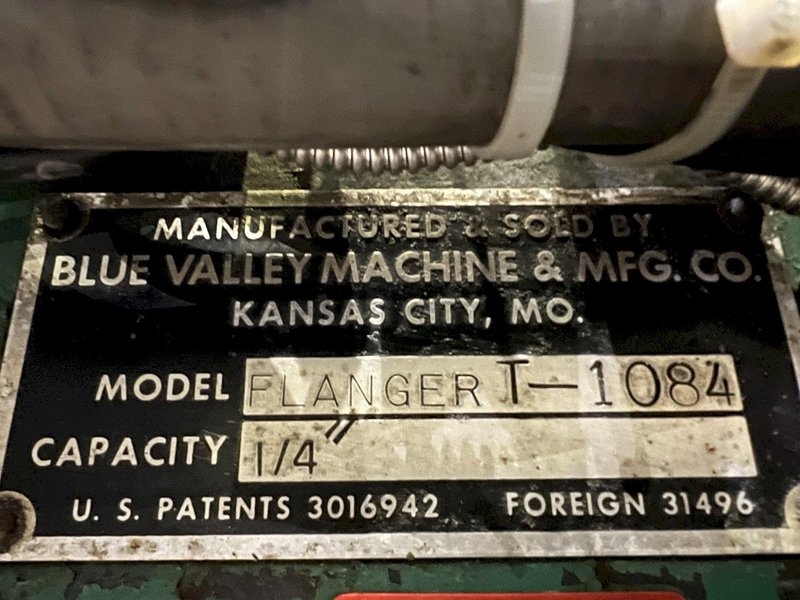 MANUFACTURED & SOLD BY
BLUE VALLEY MACHINE & MFG. CO.
KANSAS CITY, MO.
MODEL FLANGER T-1084
CAPACITY 1/4"
U. S. PATENTS 3016942 FOREIGN 31496